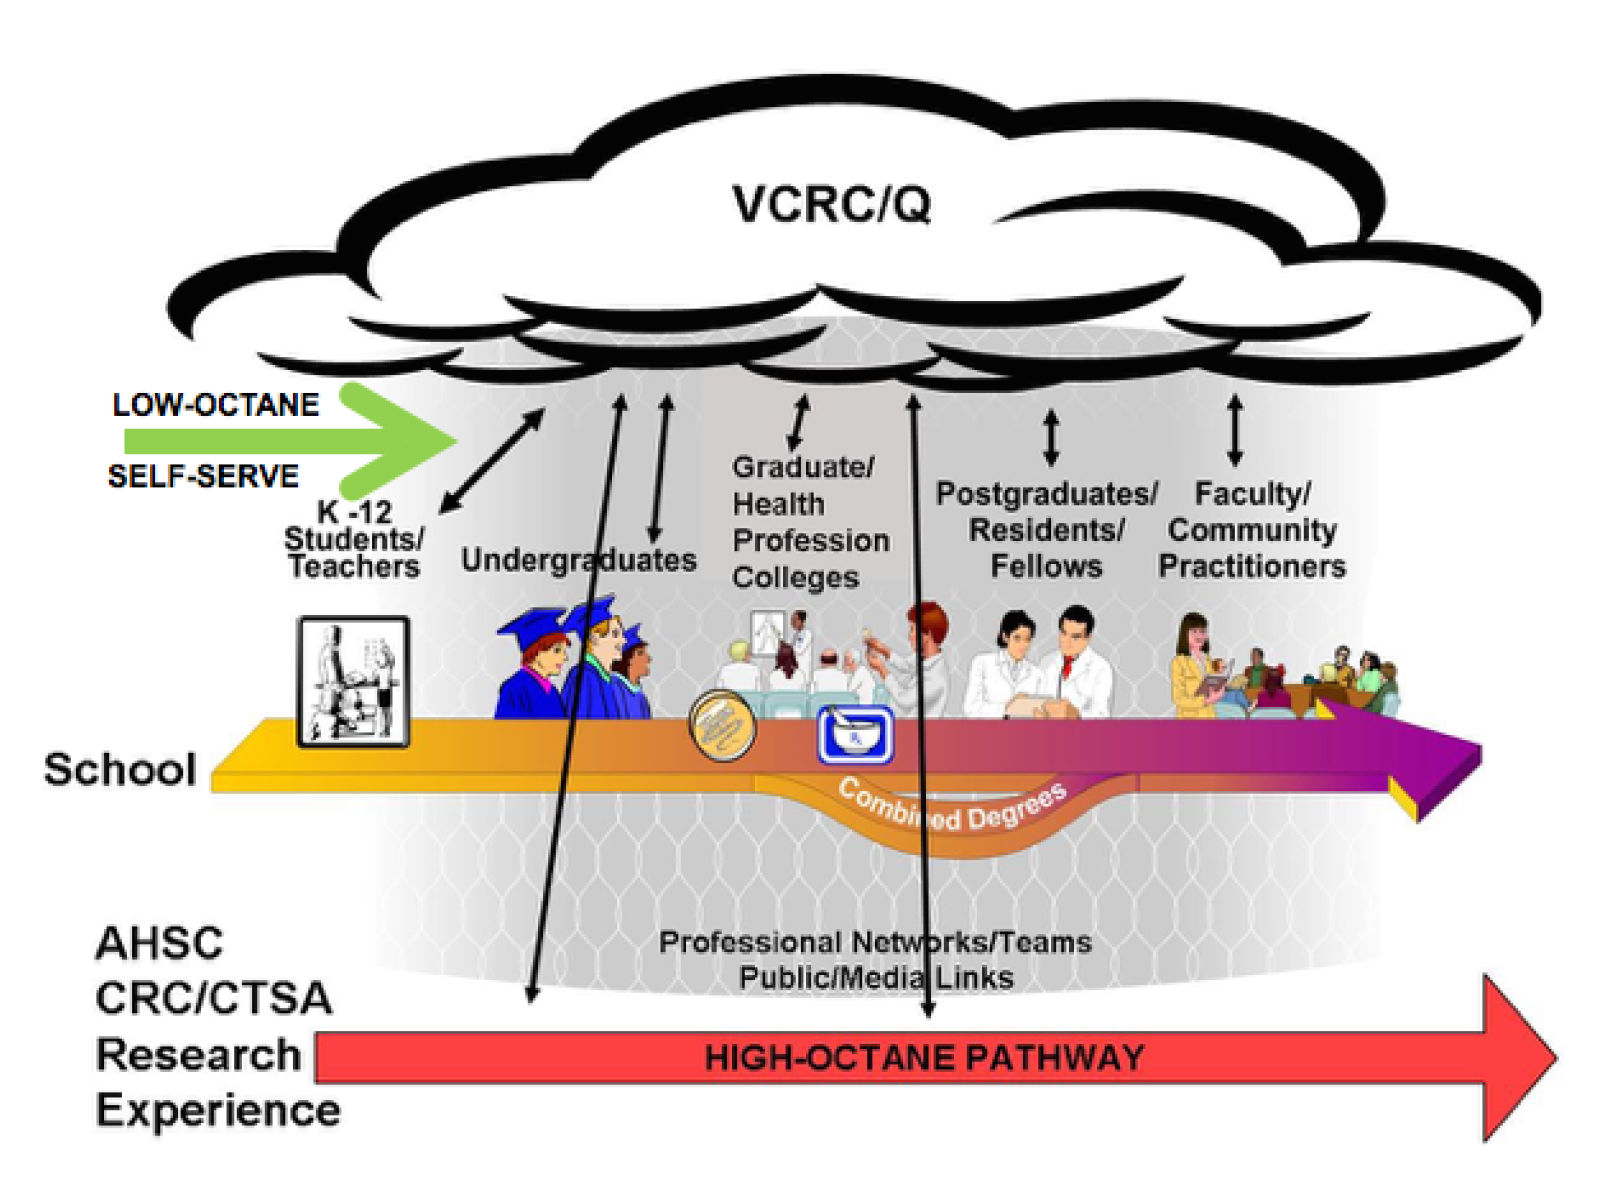 VCRC/Q
LOW-OCTANE
SELF-SERVE
K -12
Students/
Teachers
Undergraduates
Graduate/
Health
Profession
Colleges
Postgraduates/
Residents/
Fellows
Faculty/
Community
Practitioners
School
Combined Degrees
Professional Networks/Teams
Public/Media Links
AHSC
CRC/CTSA
Research
Experience
HIGH-OCTANE PATHWAY